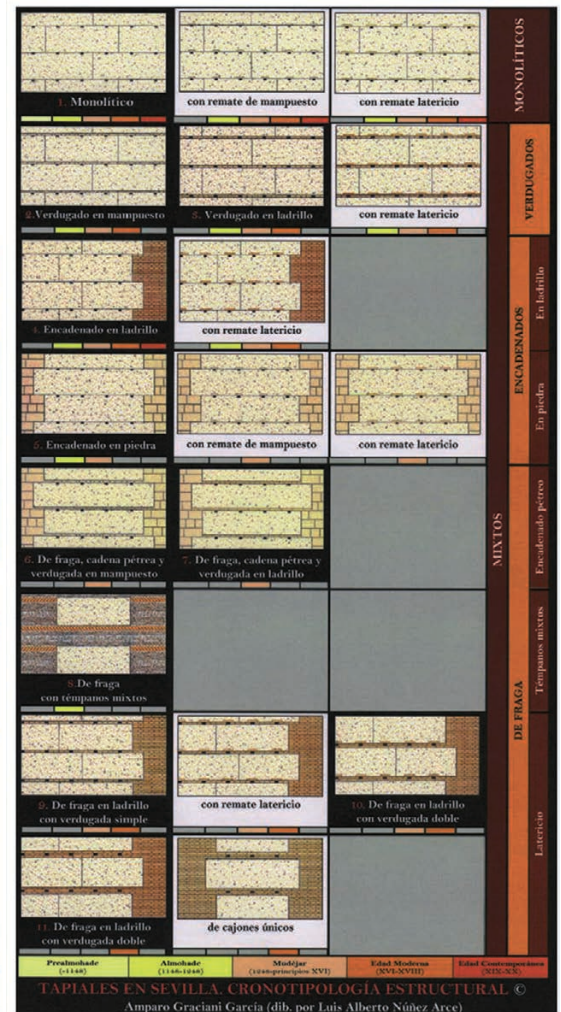 1. Monolítico
con remate de mampuesto
con remate latericio
MONOLÍTICOS
2.Verdugado en mampuesto
3. Verdugado en ladrillo
con remate latericio
VERDUGADOS
4. Encadenado en ladrillo
con remate latericio
En ladrillo
ENCADENADOS
5. Encadenado en piedra
con remate de mampuesto
con remate latericio
En piedra
MIXTOS
6. De fraga, cadena pétrea y
verdugada en mampuesto
7. De fraga, cadena pétrea y
verdugada en ladrillo
Encadenado pétreo
8.De fraga
con témpanos mixtos
Témpanos mixtos
DE FRAGA
9. De fraga en ladrillo
con verdugada simple
con remate latericio
10. De fraga en ladrillo
con verdugada doble
Latericio
11. De fraga en ladrillo
con verdugada doble
de cajones únicos
Prealmohade
(-1148)
Almohade
(1148-1248)
Mudéjar
(1248-principios XVI)
Edad Moderna
(XVI-XVIII)
Edad Contemporánea
(XIX-XX)
TAPIALES EN SEVILLA. CRONOTIPOLOGÍA ESTRUCTURAL ©
Amparo Graciani García (dib. por Luis Alberto Núñez Arce)